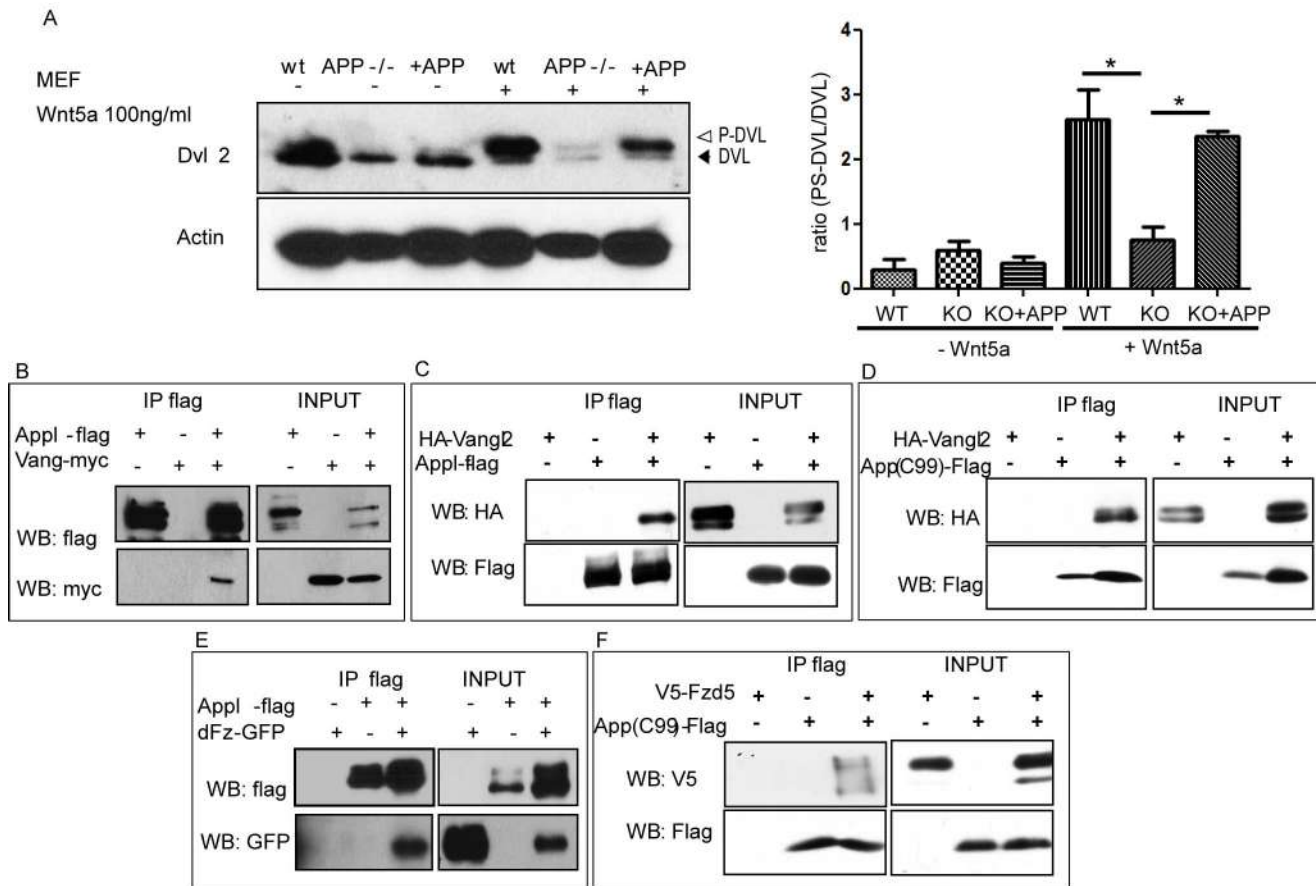 A
MEF
wt APP -/- +APP wt APP -/- +APP
- - - + + +
Wnt5a 100ng/ml
Dvl 2
P-DVL
DVL
Actin
ratio (PS-DVL/DVL)
4
3
2
1
0
*
*
WT KO KO+APP WT KO KO+APP
- Wnt5a + Wnt5a
B
IP flag INPUT
Appl -flag + - + + - +
Vang-myc - + + - + +
WB: flag
WB: myc
C
IP flag INPUT
HA-Vangl2 + - + + - +
Appl-flag - + + - + +
WB: HA
WB: Flag
D
IP flag INPUT
HA-Vangl2 + - + + - +
App(C99)-Flag - + + - + +
WB: HA
WB: Flag
E
IP flag INPUT
Appl -flag - + + - + +
dFz-GFP + - + + - +
WB: flag
WB: GFP
F
IP flag INPUT
V5-Fzd5 + - + + - +
App(C99)-Flag - + + - + +
WB: V5
WB: Flag